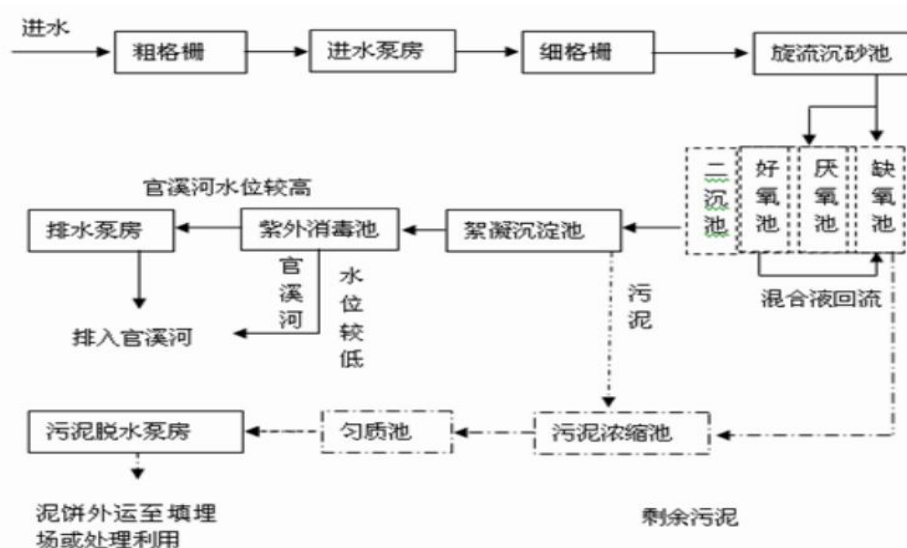 进水
粗格栅
进水泵房
细格栅
旋流沉砂池
二沉池
好氧池
厌氧池
缺氧池
官溪河水位较高
排水泵房
紫外消毒池
絮凝沉淀池
混合液回流
官溪河
水位较低
污泥
排入官溪河
污泥脱水泵房
匀质池
污泥浓缩池
泥饼外运至填埋
场或处理利用
剩余污泥